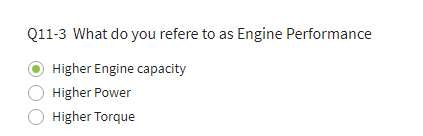 Q11-3 What do you refere to as Engine Performance
Higher Engine capacity
Higher Power
Higher Torque